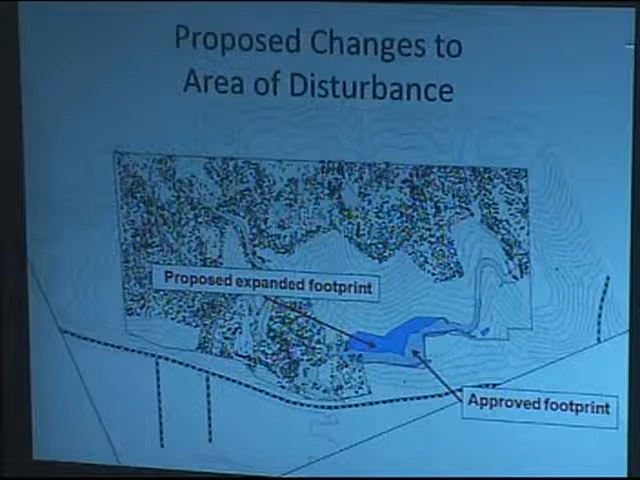 Proposed Changes to
Area of Disturbance
Proposed expanded footprint
Approved footprint